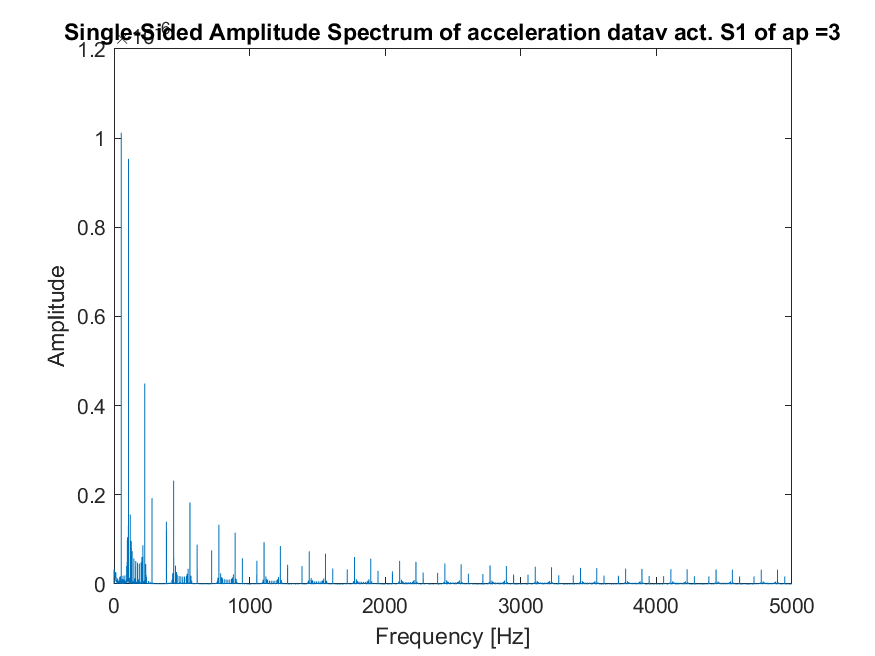 Single-Sided Amplitude Spectrum of acceleration datav act. S1 of ap =3
1.2
1
0.8
0.6
0.4
0.2
0
Amplitude
0 1000 2000 3000 4000 5000
Frequency [Hz]